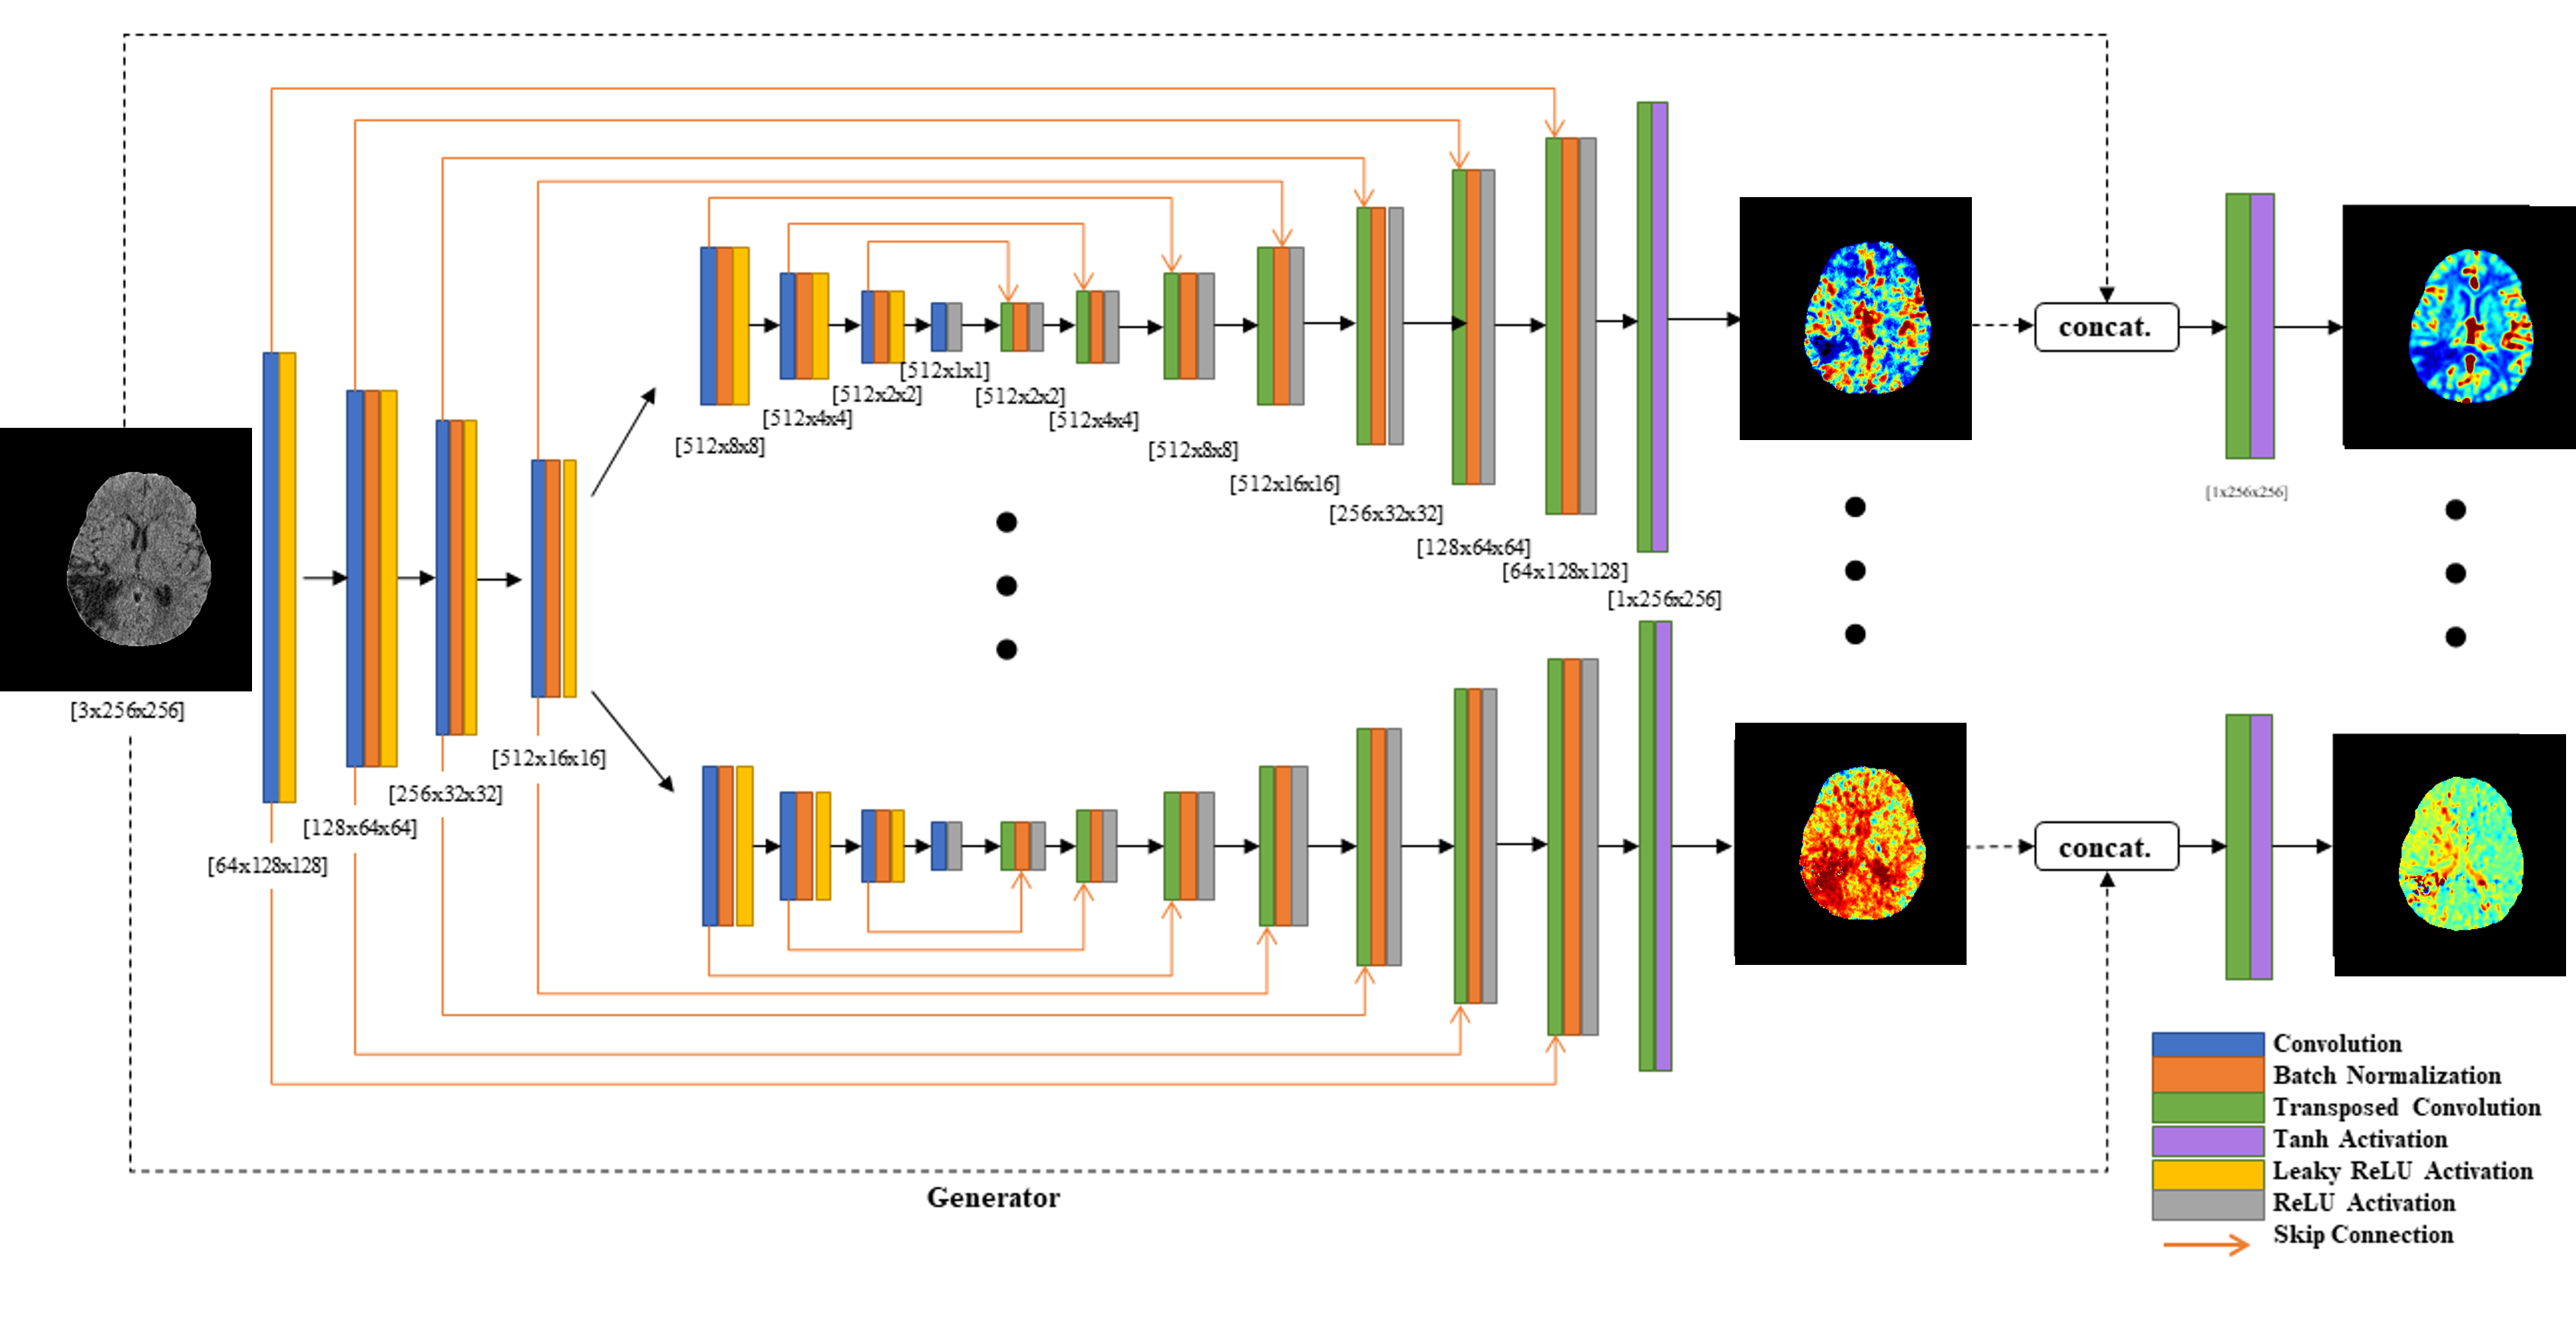 concat.
[512x1x1]
[512x2x2]
[512x2x2]
[512x4x4]
[512x4x4]
[512x8x8]
[512x8x8]
[512x16x16]
[1x256x256]
[256x32x32]
[128x64x64]
[64x128x128]
[1x256x256]
[3x256x256]
[512x16x16]
[256x32x32]
[128x64x64]
[64x128x128]
concat.
Generator
Convolution
Batch Normalization
Transposed Convolution
Tanh Activation
Leaky ReLU Activation
ReLU Activation
Skip Connection